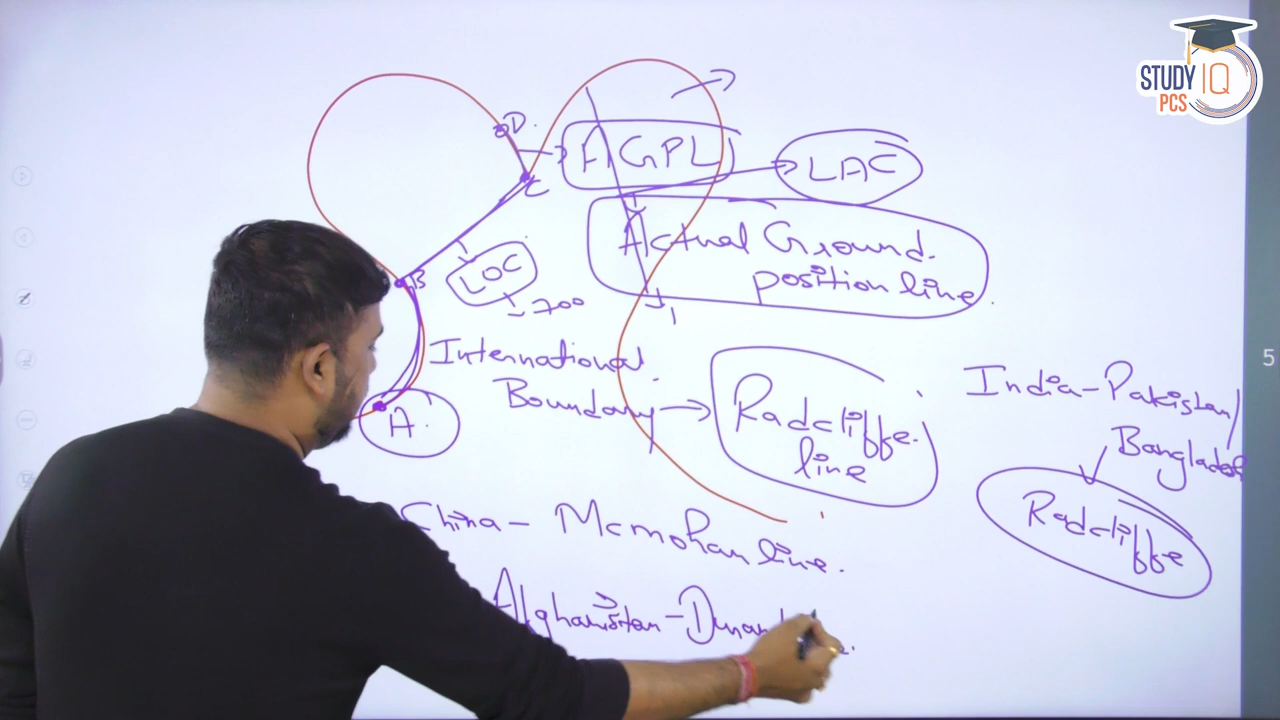 STUDY IQ
PCS
D.
C
AGPL
LAC
Actual Ground
position line.
B
LOC
700
International
Boundary
Radcliffe
line
A.
India-Pakistan/
Bangladesh
Radcliffe
China - Mcmohan line.
Afghanistan -
5